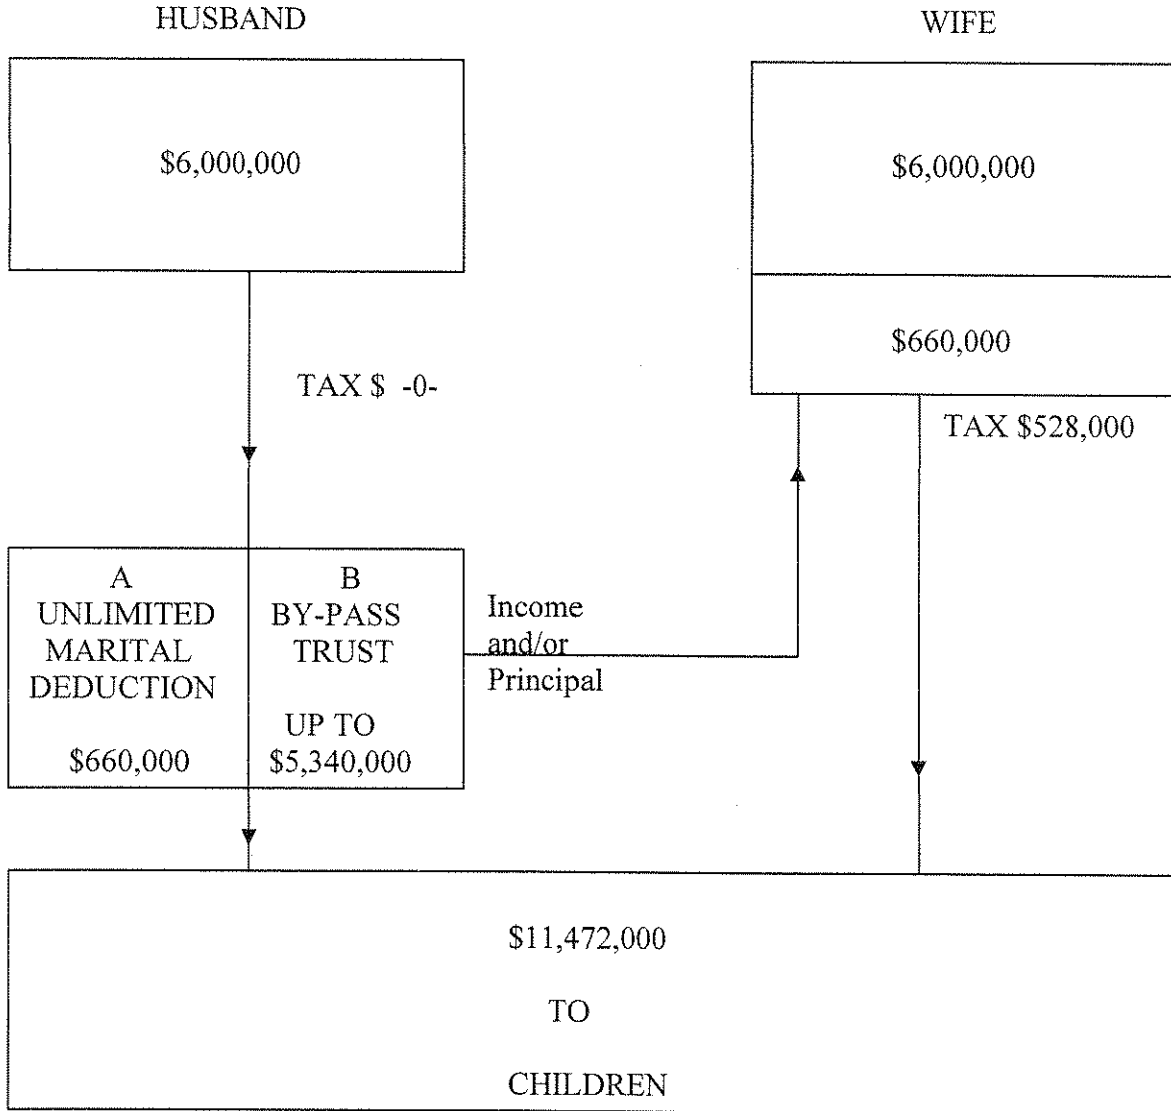 HUSBAND
WIFE
$6,000,000
$6,000,000
$660,000
TAX $ -0-
TAX $528,000
A
UNLIMITED
MARITAL
DEDUCTION
$660,000
B
BY-PASS
TRUST
UP TO
$5,340,000
Income
and/or
Principal
$11,472,000
TO
CHILDREN